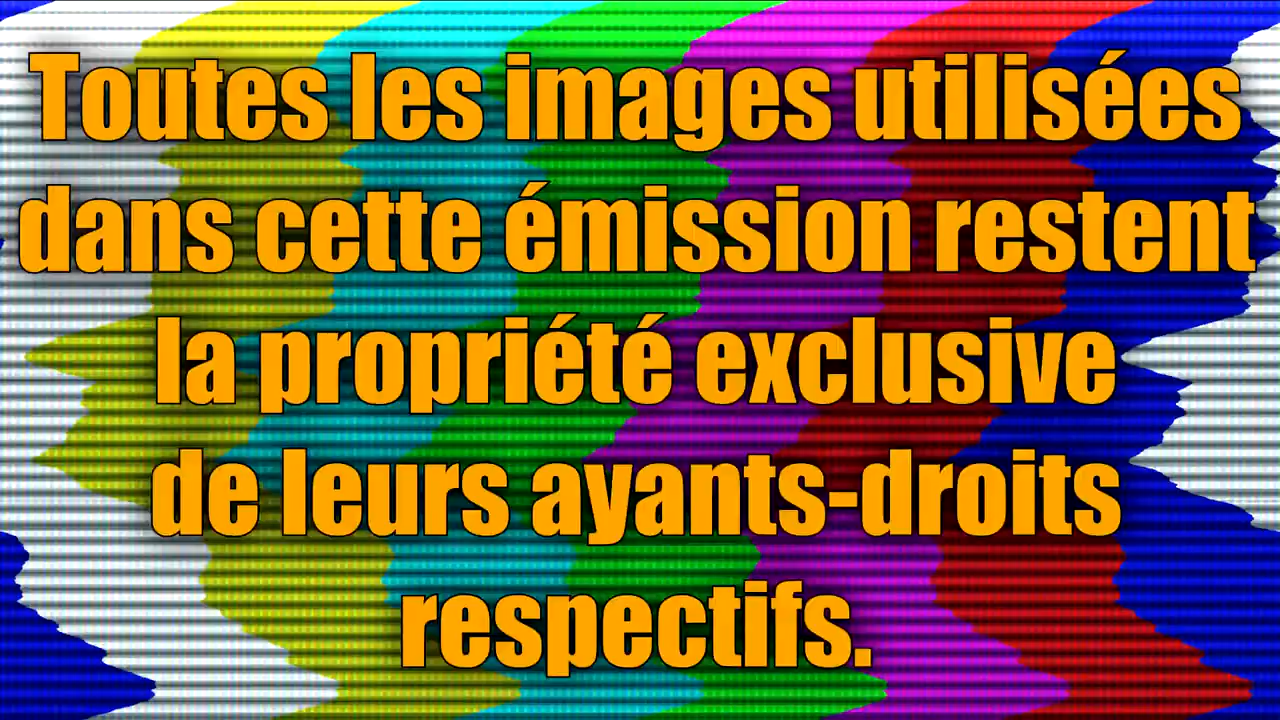 Toutes les images utilisées
dans cette émission restent
la propriété exclusive
de leurs ayants-droits
respectifs.